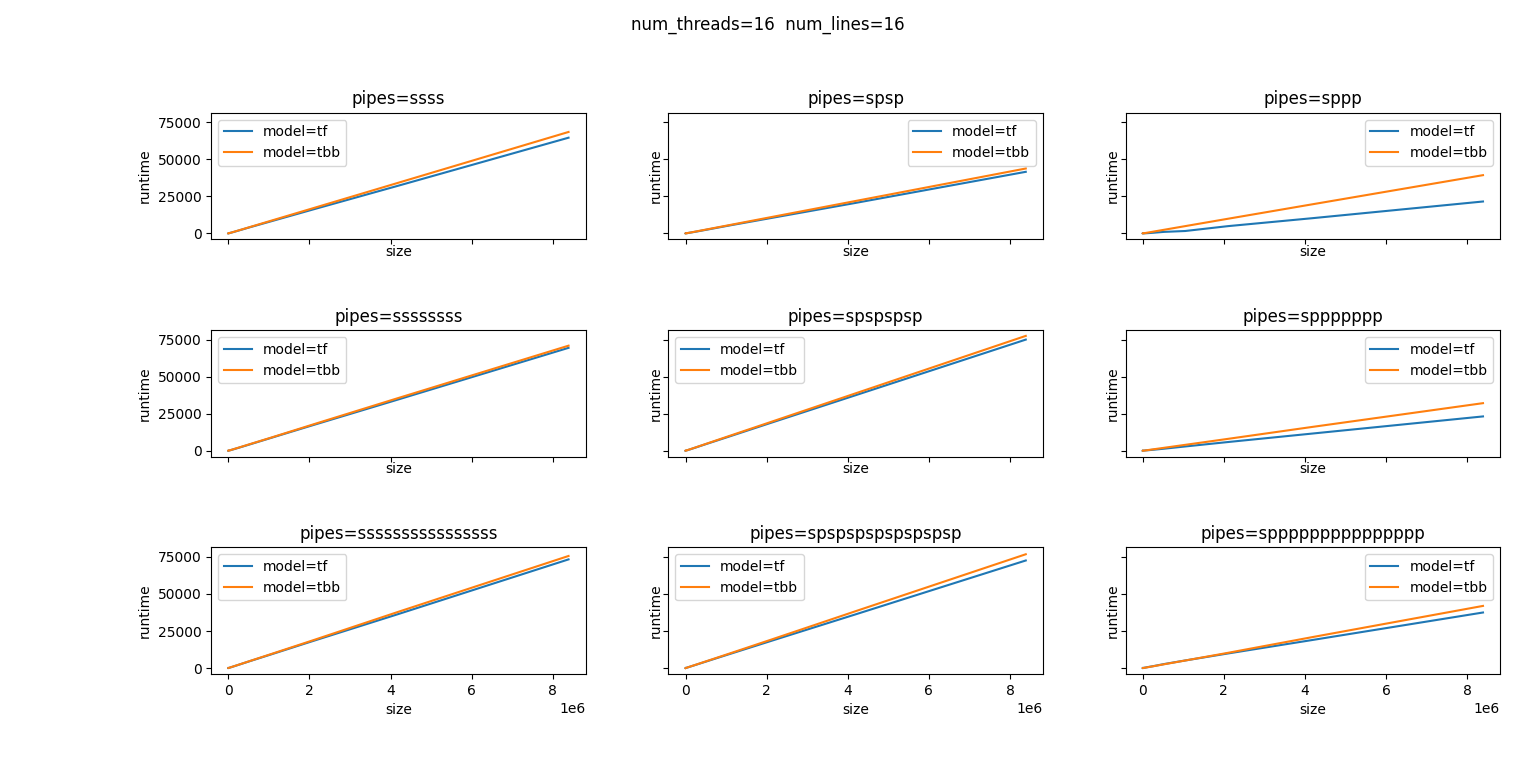 num_threads=16  num_lines=16
pipes=ssss
75000
50000
25000
0
runtime
model=tf
model=tbb
size
pipes=spsp
runtime
model=tf
model=tbb
size
pipes=sppp
runtime
model=tf
model=tbb
size
pipes=ssssssss
75000
50000
25000
0
runtime
model=tf
model=tbb
size
pipes=spspspsp
runtime
model=tf
model=tbb
size
pipes=sppppppp
runtime
model=tf
model=tbb
size
pipes=ssssssssssssssss
75000
50000
25000
0
runtime
model=tf
model=tbb
0 2 4 6 8
size
1e6
pipes=spspspspspspspsp
runtime
model=tf
model=tbb
0 2 4 6 8
size
1e6
pipes=sppppppppppppppp
runtime
model=tf
model=tbb
0 2 4 6 8
size
1e6